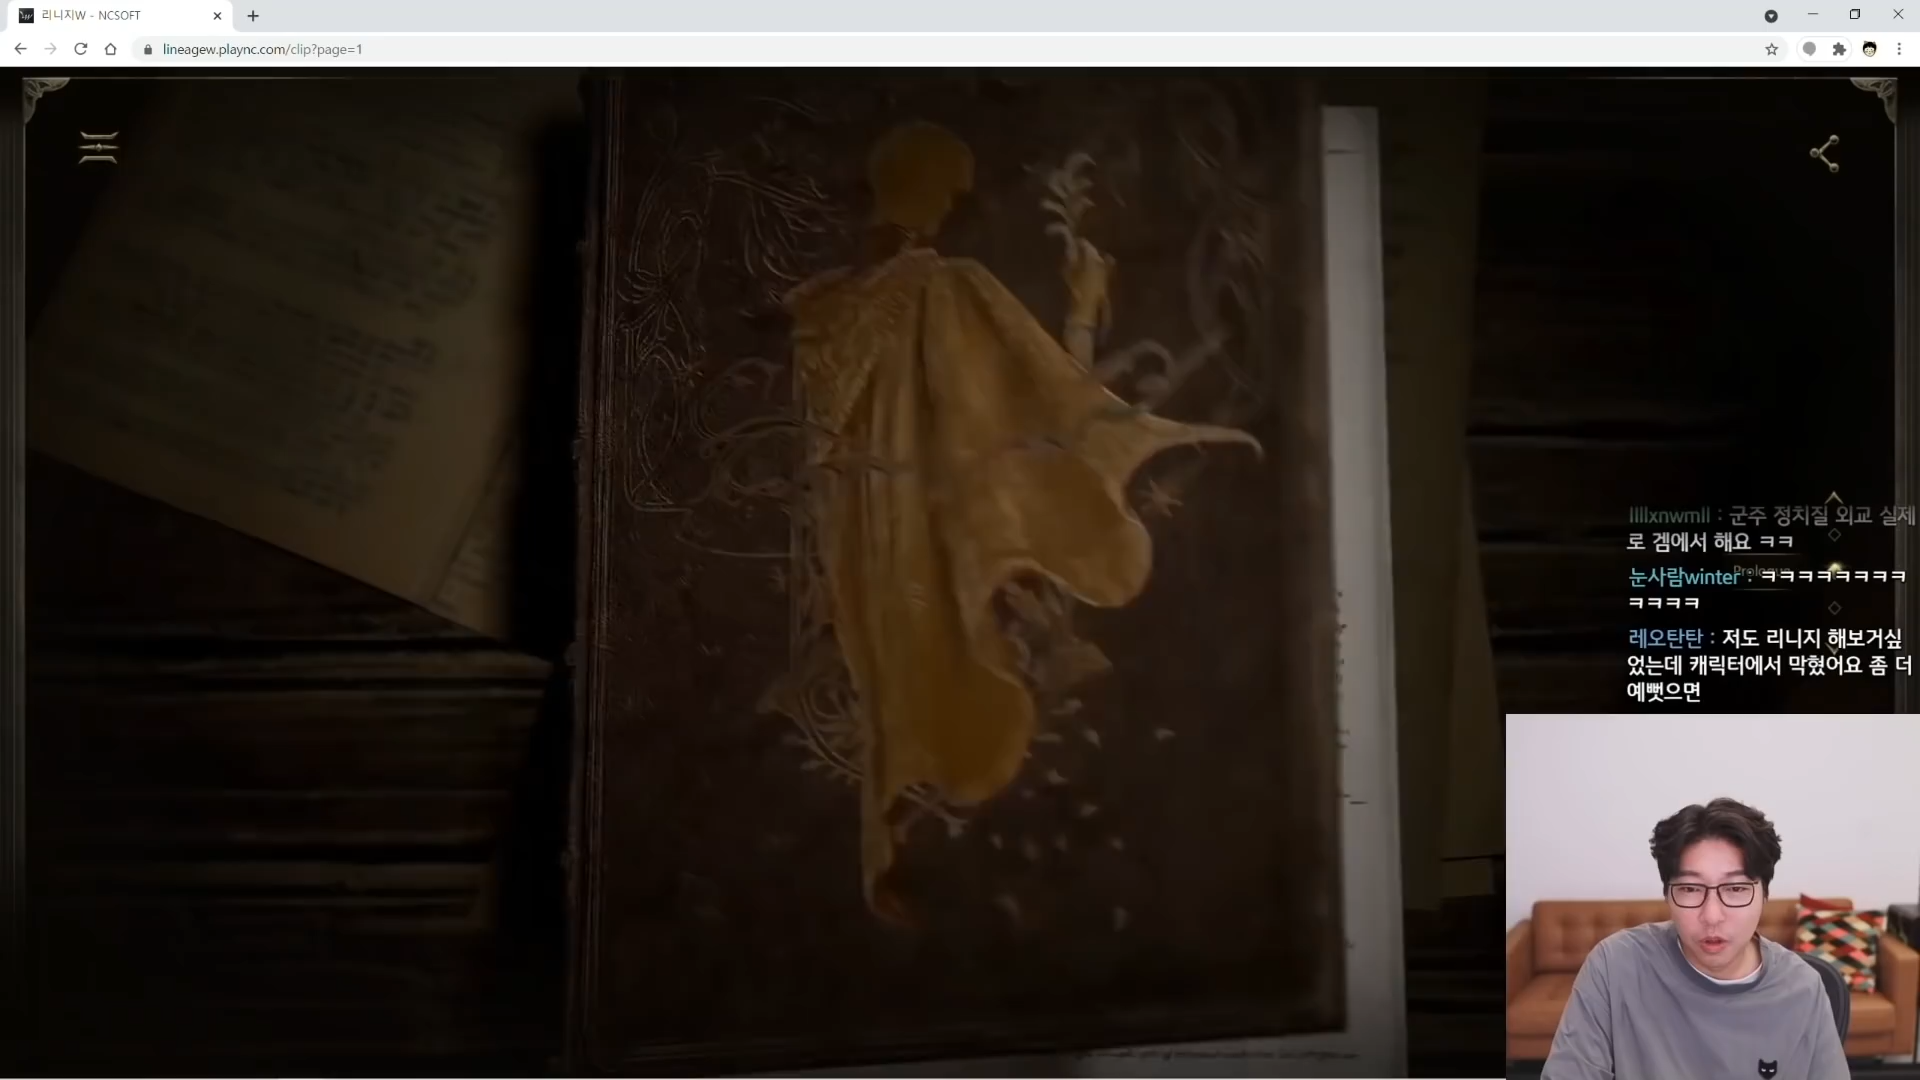 리니지W - NCSOFT
lineagew.plaync.com/clip?page=1
llllxnwmll : 군주 정치질 외교 실제
로 겜에서 해요 ㅋㅋ
Prologue
눈사람winter : ㅋㅋㅋㅋㅋㅋㅋㅋ
ㅋㅋㅋㅋ
레오탄탄 : 저도 리니지 해보거싶
었는데 캐릭터에서 막혔어요 좀 더
예뻤으면